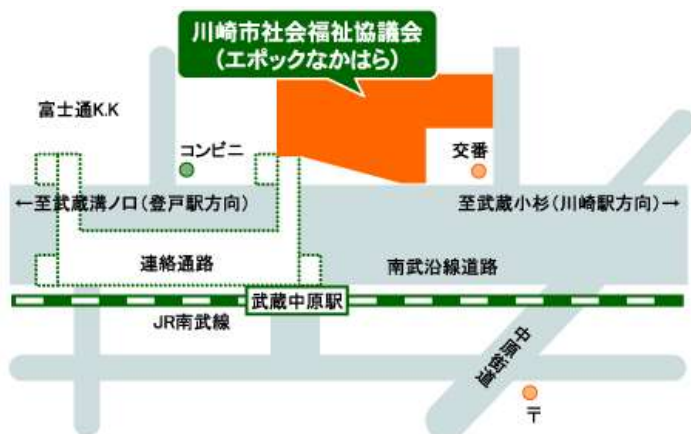 川崎市社会福祉協議会
(エポックなかはら)
富士通K.K
コンビニ
交番
←至武蔵溝ノ口(登戸駅方向)
至武蔵小杉(川崎駅方向)→
連絡通路
南武沿線道路
武蔵中原駅
JR南武線
中原街道
〒